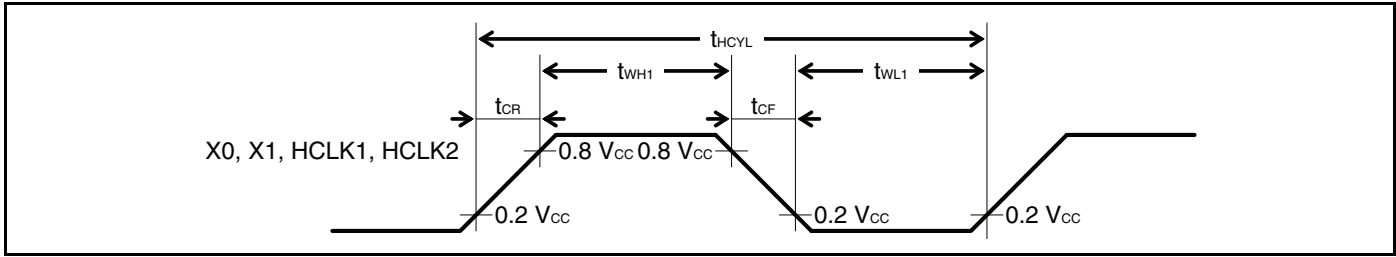 tHCYL
tWH1 tWL1
tCR tCF
X0, X1, HCLK1, HCLK2 0.8 VCC 0.8 VCC
0.2 VCC 0.2 VCC 0.2 VCC